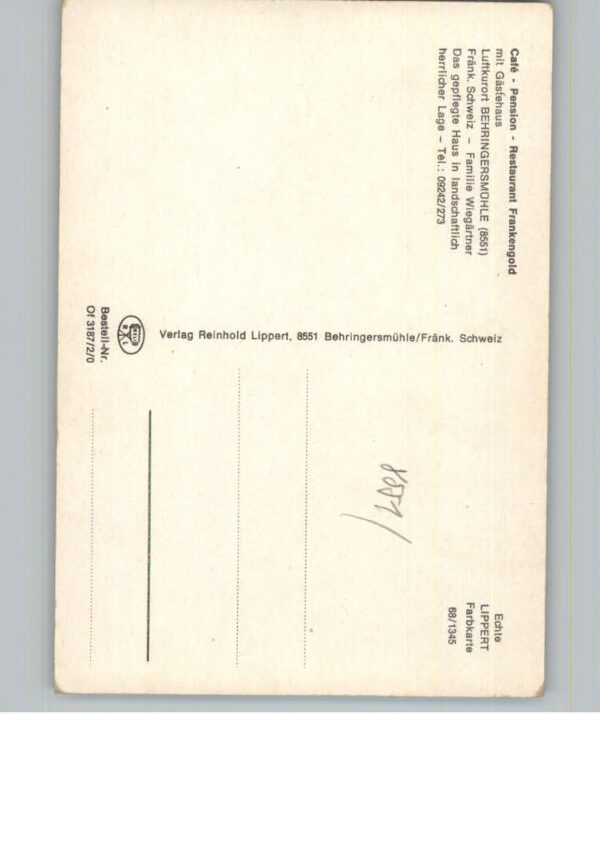 Café - Pension - Restaurant Frankengold
mit Gästehaus
Luftkurort BEHRINGERSMÜHLE (8551)
Fränk. Schweiz – Familie Wiegärtner
Das gepflegte Haus in landschaftlich
herrlicher Lage – Tel.: 09242/273
Bestell-Nr.
Of 3187/2/0
Verlag Reinhold Lippert, 8551 Behringersmühle/Fränk. Schweiz
8551
Echte
LIPPERT
Farbkarte
68/1345